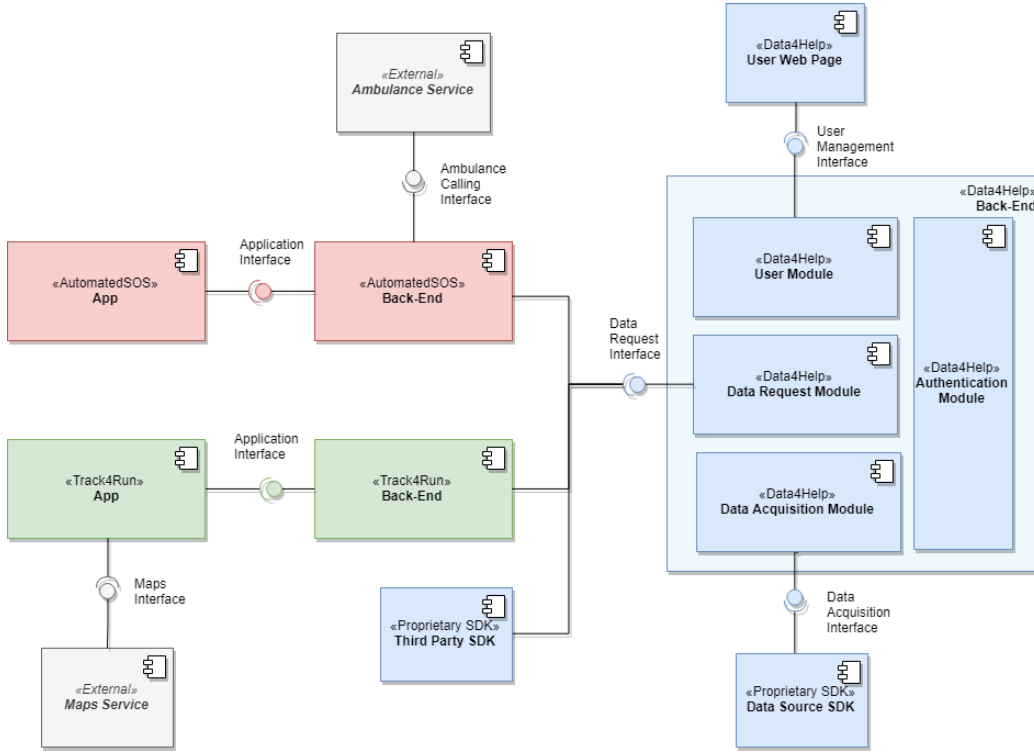 «Data4Help»
User Web Page
«External»
Ambulance Service
User
Management
Interface
Ambulance
Calling
Interface
«Data4Help»
Back-End
«AutomatedSOS»
App
Application
Interface
«AutomatedSOS»
Back-End
«Data4Help»
User Module
Data
Request
Interface
«Data4Help»
Data Request Module
«Data4Help»
Authentication
Module
«Track4Run»
App
Application
Interface
«Track4Run»
Back-End
«Data4Help»
Data Acquisition Module
Maps
Interface
«Proprietary SDK»
Third Party SDK
Data
Acquisition
Interface
«External»
Maps Service
«Proprietary SDK»
Data Source SDK